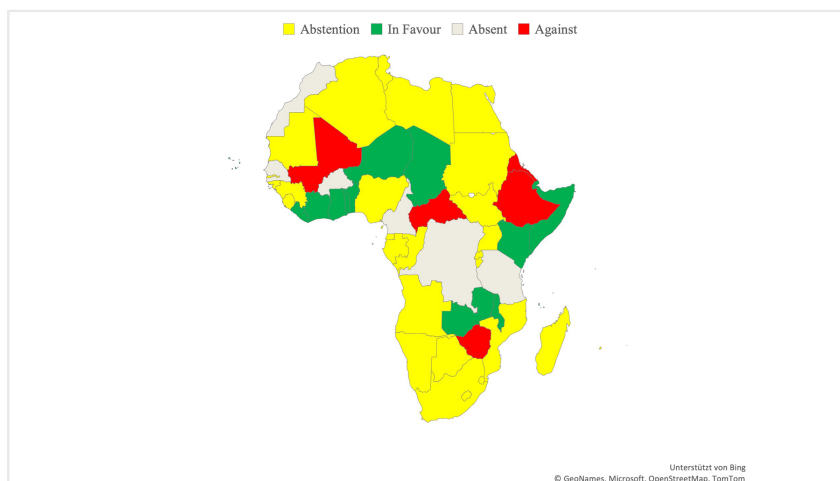 Abstention In Favour Absent Against
Unterstützt von Bing
© GeoNames, Microsoft, OpenStreetMap, TomTom